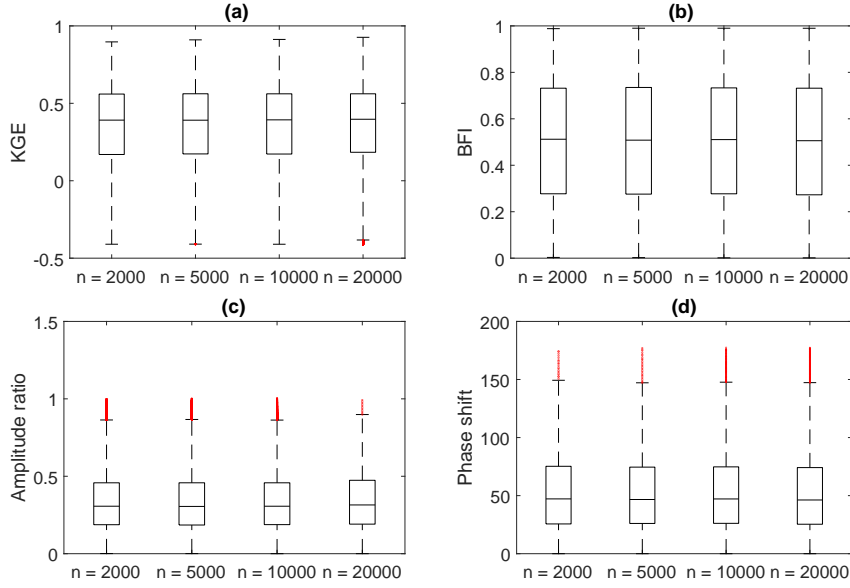 (a)
1
0.5
0
-0.5
KGE
n = 2000 n = 5000 n = 10000 n = 20000
(b)
1
0.8
0.6
0.4
0.2
0
BFI
n = 2000 n = 5000 n = 10000 n = 20000
(c)
1.5
1
0.5
0
Amplitude ratio
n = 2000 n = 5000 n = 10000 n = 20000
(d)
200
150
100
50
0
Phase shift
n = 2000 n = 5000 n = 10000 n = 20000